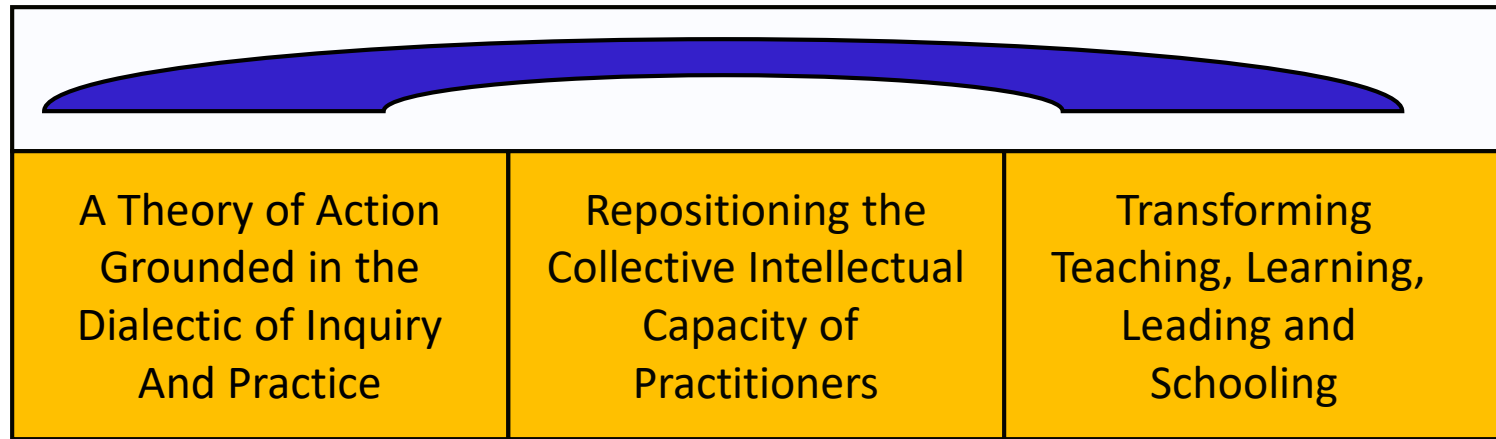 A Theory of Action
Grounded in the
Dialectic of Inquiry
And Practice
Repositioning the
Collective Intellectual
Capacity of
Practitioners
Transforming
Teaching, Learning,
Leading and
Schooling